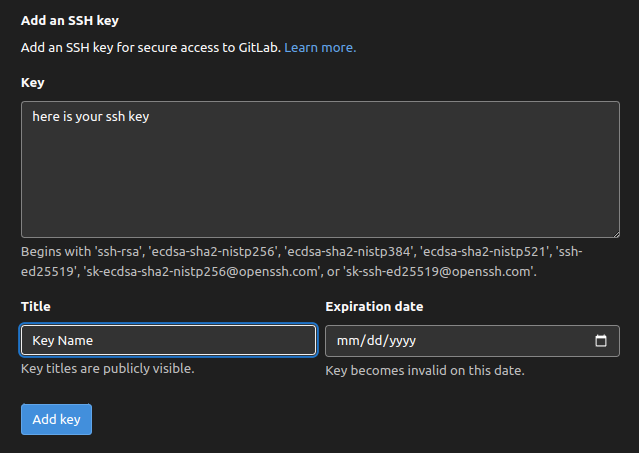 Add an SSH key
Add an SSH key for secure access to GitLab. Learn more.
Key
here is your ssh key
Begins with 'ssh-rsa', 'ecdsa-sha2-nistp256', 'ecdsa-sha2-nistp384', 'ecdsa-sha2-nistp521', 'ssh-
ed25519', 'sk-ecdsa-sha2-nistp256@openssh.com', or 'sk-ssh-ed25519@openssh.com'.
Title
Key Name
Key titles are publicly visible.
Expiration date
mm/dd/yyyy
Key becomes invalid on this date.
Add key